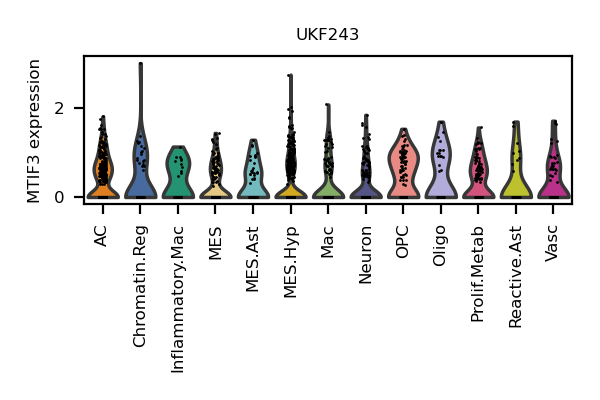 UKF243
MTIF3 expression
2
0
AC
Chromatin.Reg
Inflammatory.Mac
MES
MES.Ast
MES.Hyp
Mac
Neuron
OPC
Oligo
Prolif.Metab
Reactive.Ast
Vasc